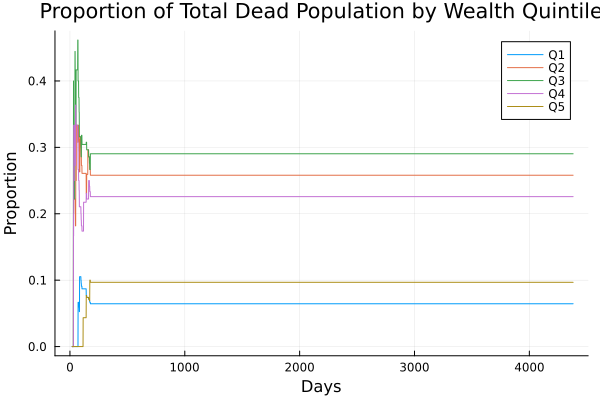 Proportion of Total Dead Population by Wealth Quintile
Q1
Q2
Q3
Q4
Q5
0.4
0.3
0.2
0.1
0.0
Proportion
0 1000 2000 3000 4000
Days